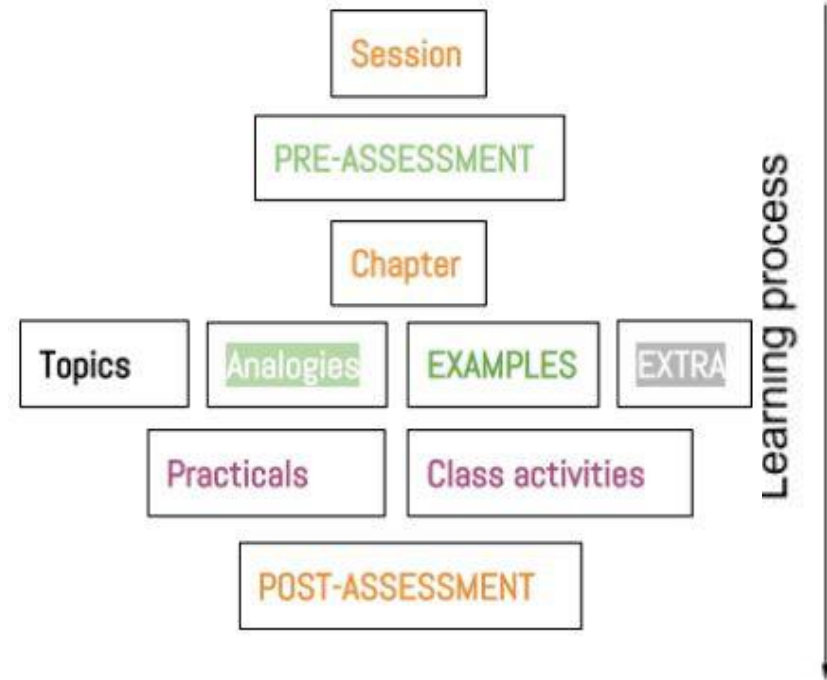 Session
PRE-ASSESSMENT
Chapter
Topics
Analogies
EXAMPLES
EXTRA
Practicals
Class activities
POST-ASSESSMENT
Learning process